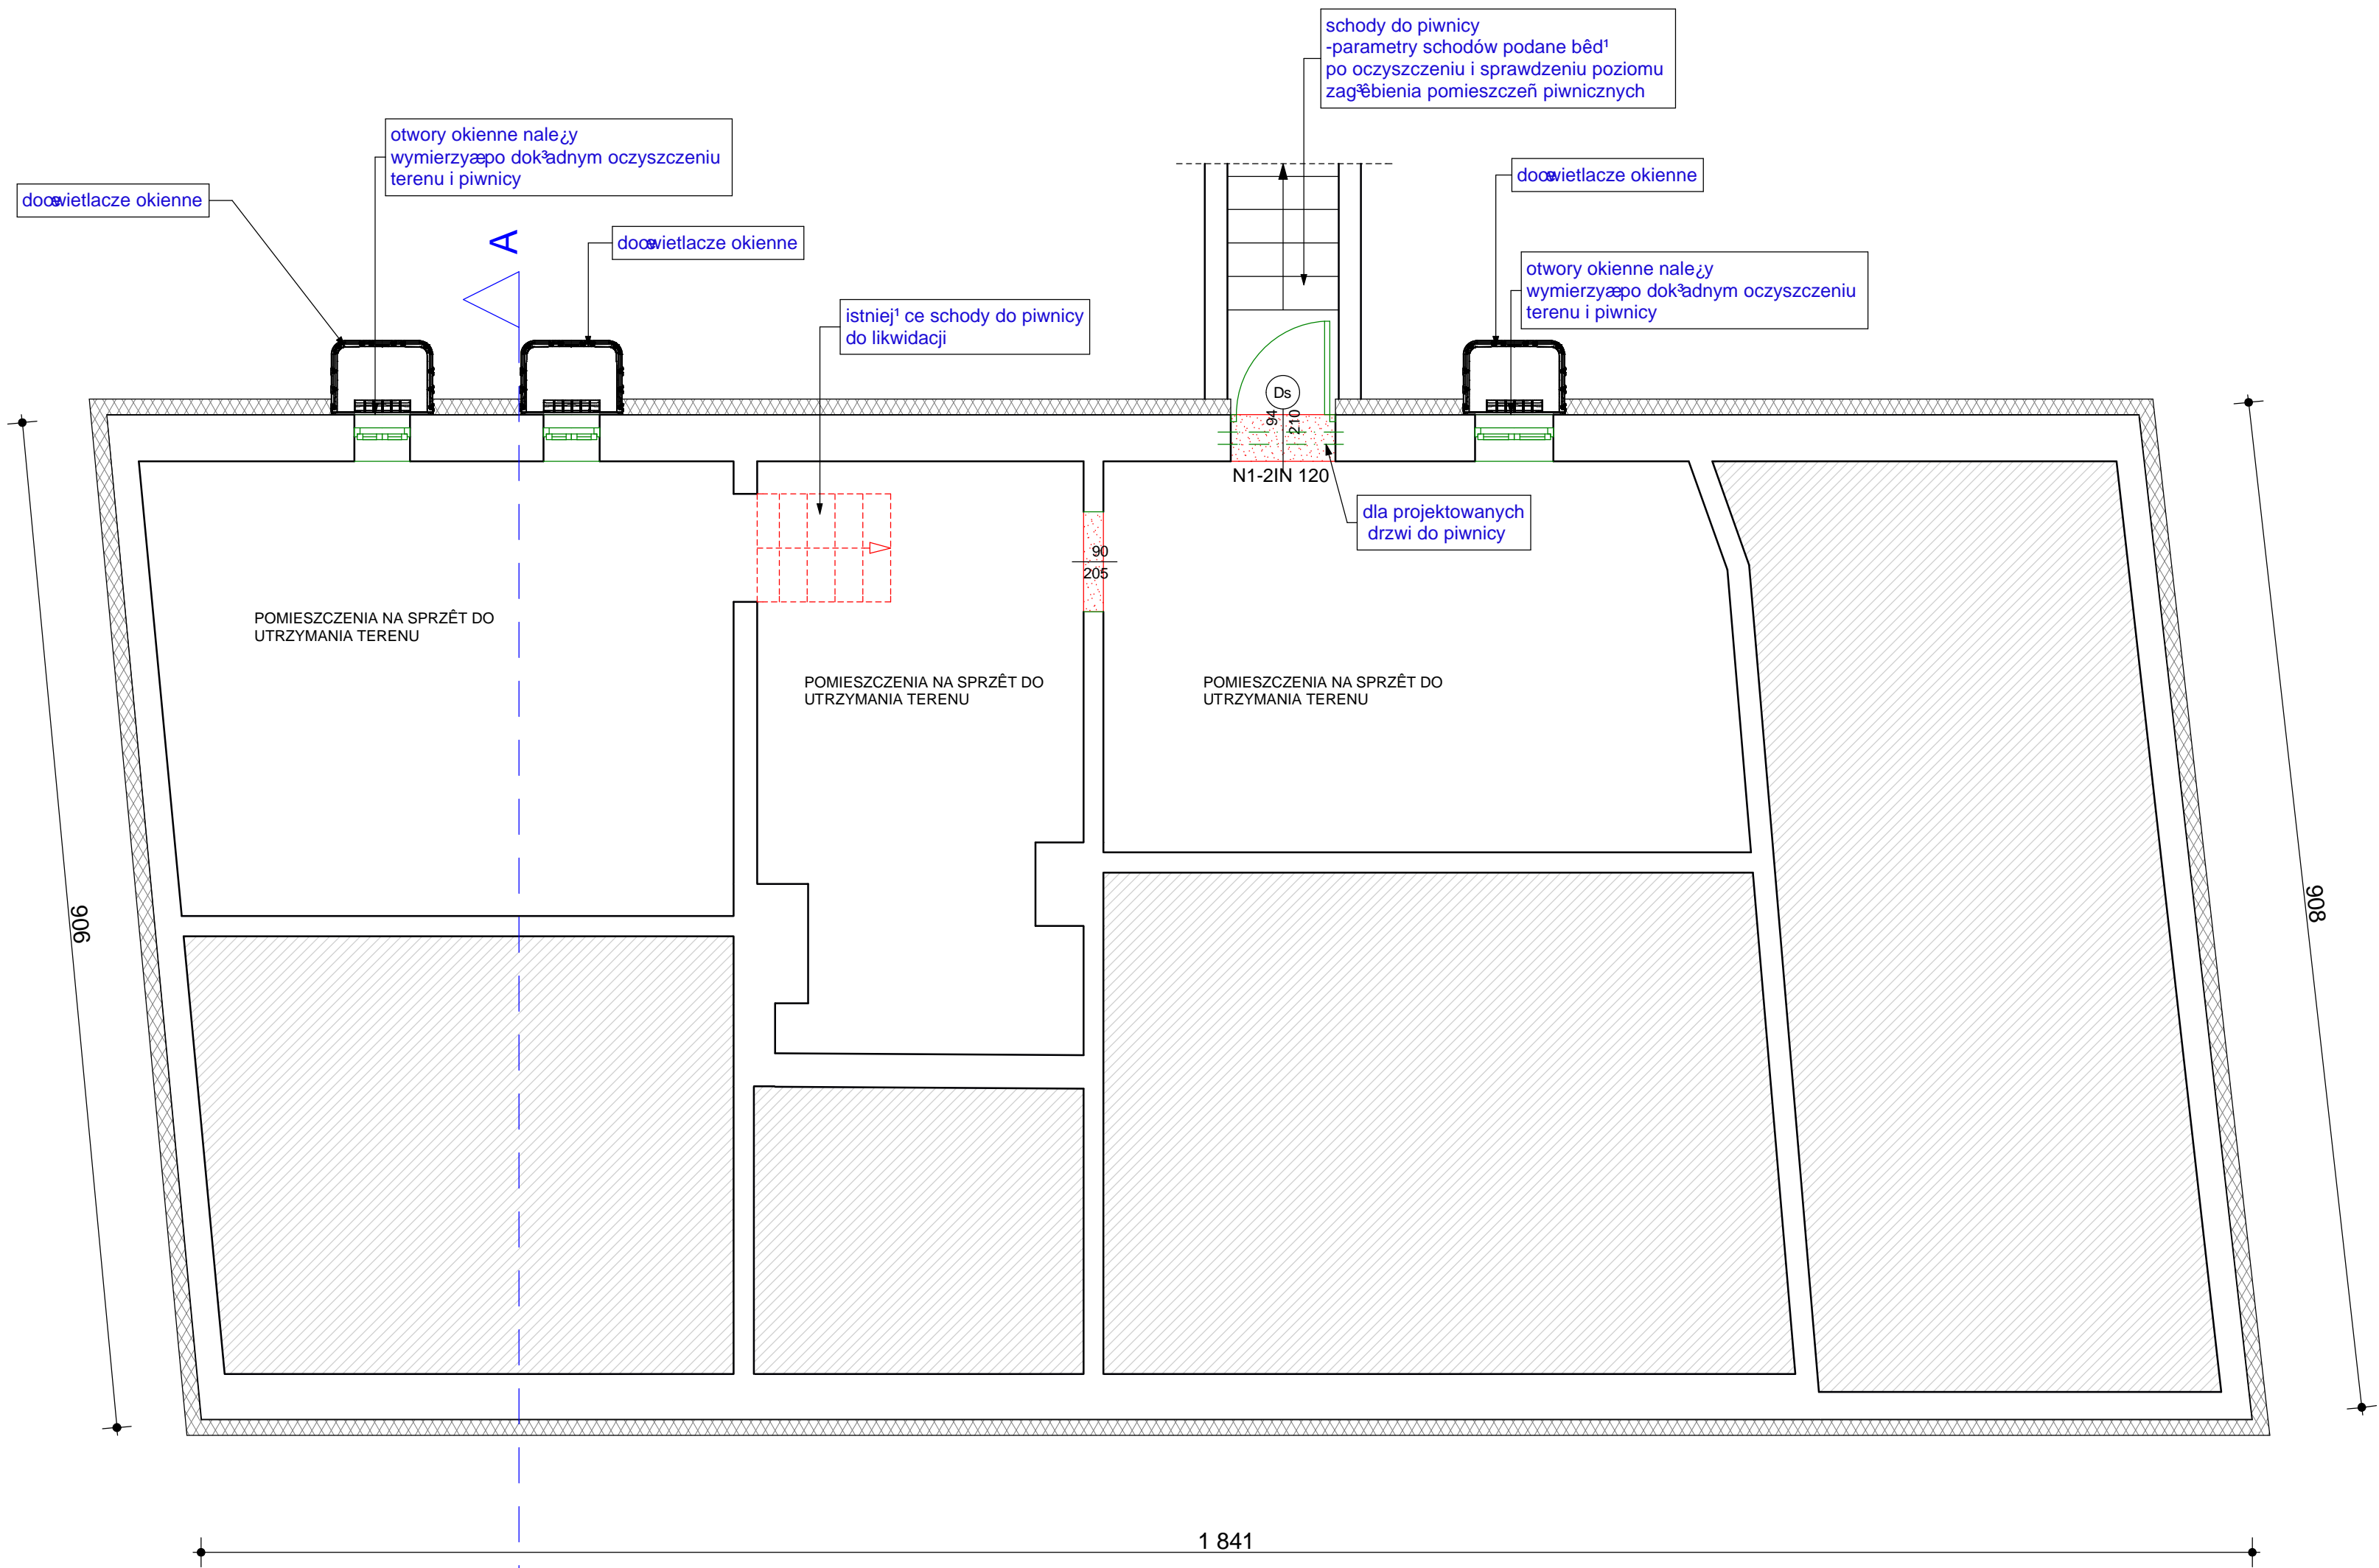 schody do piwnicy
-parametry schodów podane bêd¹
po oczyszczeniu i sprawdzeniu poziomu
zag³êbienia pomieszczeñ piwnicznych
otwory okienne nale¿y
wymierzyæ po dok³adnym oczyszczeniu
terenu i piwnicy
doœwietlacze okienne
doœwietlacze okienne
A
doœwietlacze okienne
otwory okienne nale¿y
wymierzyæ po dok³adnym oczyszczeniu
terenu i piwnicy
istniej¹ce schody do piwnicy
do likwidacji
Ds
94
210
N1-2IN 120
dla projektowanych
drzwi do piwnicy
90
205
POMIESZCZENIA NA SPRZÊT DO
UTRZYMANIA TERENU
POMIESZCZENIA NA SPRZÊT DO
UTRZYMANIA TERENU
POMIESZCZENIA NA SPRZÊT DO
UTRZYMANIA TERENU
906
908
1 841